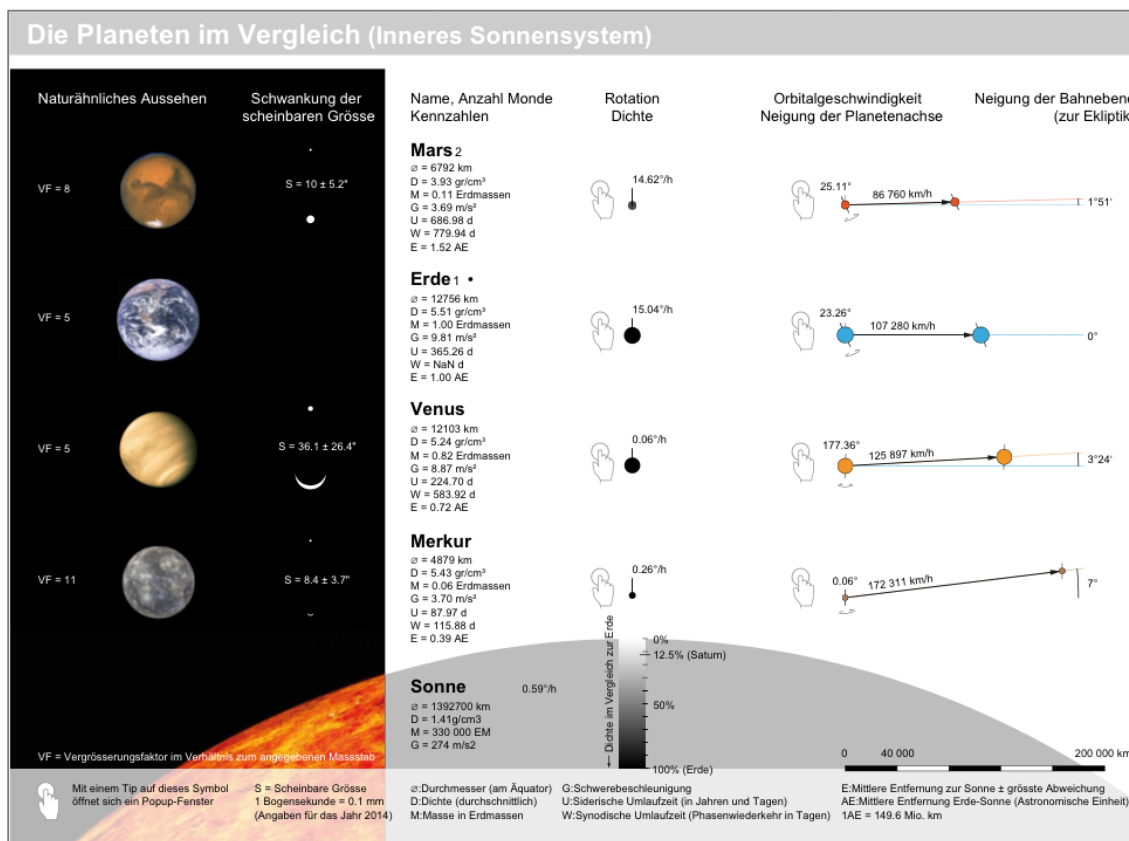 Die Planeten im Vergleich (Inneres Sonnensystem)
Naturähnliches Aussehen
Schwankung der
scheinbaren Grösse
Name, Anzahl Monde
Kennzahlen
Rotation
Dichte
Orbitalgeschwindigkeit
Neigung der Planetenachse
Neigung der Bahnebene
(zur Ekliptik
VF = 8
S = 10 ± 5.2"
Mars 2
⌀ = 6792 km
D = 3.93 gr/cm³
M = 0.11 Erdmassen
G = 3.69 m/s²
U = 686.98 d
W = 779.94 d
E = 1.52 AE
14.62°/h
25.11°
86 760 km/h
1°51'
VF = 5
Erde 1 •
⌀ = 12756 km
D = 5.51 gr/cm³
M = 1.00 Erdmassen
G = 9.81 m/s²
U = 365.26 d
W = NaN d
E = 1.00 AE
15.04°/h
23.26°
107 280 km/h
0°
VF = 5
S = 36.1 ± 26.4"
Venus
⌀ = 12103 km
D = 5.24 gr/cm³
M = 0.82 Erdmassen
G = 8.87 m/s²
U = 224.70 d
W = 583.92 d
E = 0.72 AE
0.06°/h
177.36°
125 897 km/h
3°24'
VF = 11
S = 8.4 ± 3.7"
Merkur
⌀ = 4879 km
D = 5.43 gr/cm³
M = 0.06 Erdmassen
G = 3.70 m/s²
U = 87.97 d
W = 115.88 d
E = 0.39 AE
0.26°/h
0.06°
172 311 km/h
7°
Sonne 0.59°/h
⌀ = 1392700 km
D = 1.41g/cm3
M = 330 000 EM
G = 274 m/s2
Dichte im Vergleich zur Erde
0%
12.5% (Saturn)
50%
100% (Erde)
0 40 000 200 000 km
VF = Vergrösserungsfaktor im Verhältnis zum angegebenen Massstab
Mit einem Tip auf dieses Symbol
öffnet sich ein Popup-Fenster
S = Scheinbare Grösse
1 Bogensekunde = 0.1 mm
(Angaben für das Jahr 2014)
⌀:Durchmesser (am Äquator)
D:Dichte (durchschnittlich)
M:Masse in Erdmassen
G:Schwerebeschleunigung
U:Siderische Umlaufzeit (in Jahren und Tagen)
W:Synodische Umlaufzeit (Phasenwiederkehr in Tagen)
E:Mittlere Entfernung zur Sonne ± grösste Abweichung
AE:Mittlere Entfernung Erde-Sonne (Astronomische Einheit)
1AE = 149.6 Mio. km